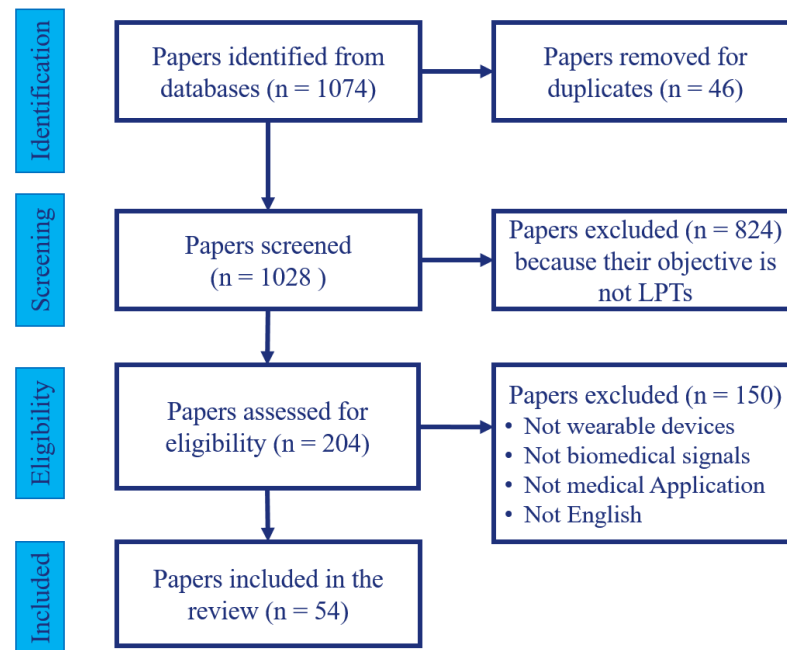 Identification
Papers identified from
databases (n = 1074)
Papers removed for
duplicates (n = 46)
Screening
Papers screened
(n = 1028 )
Papers excluded (n = 824)
because their objective is
not LPTs
Eligibility
Papers assessed for
eligibility (n = 204)
Papers excluded (n = 150)
• Not wearable devices
• Not biomedical signals
• Not medical Application
• Not English
Included
Papers included in the
review (n = 54)